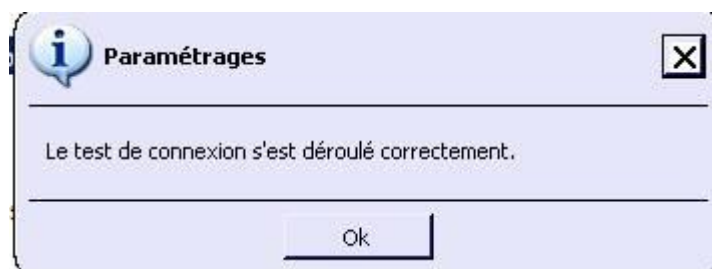 Paramétrages
Le test de connexion s'est déroulé correctement.
Ok